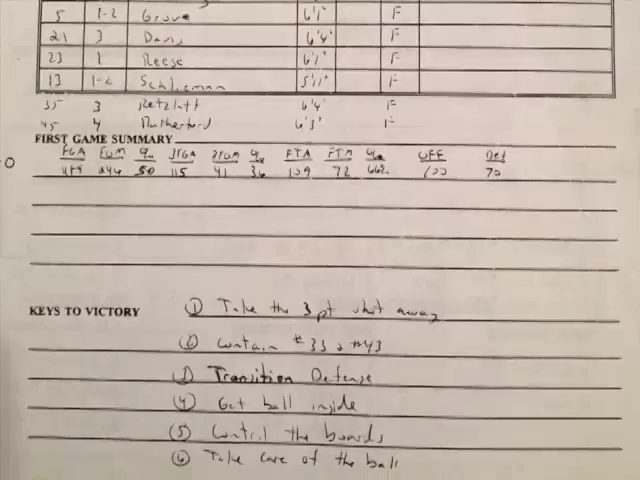 5 1-2 Grove 6'1" F
21 3 Davis 6'4" F
23 1 Reese 6'1" F
13 1-2 Schlieman 5'11" F
35 3 Retzlaff 6'4" F
45 4 Rutherford 6'3" F
FIRST GAME SUMMARY
FGA FGM % 3FGA 3FGM % FTA FTM % OFF Def
489 246 50 115 41 36 109 72 66% 100 70
KEYS TO VICTORY ① Take the 3 pt shot away
② Contain #33 & #43
③ Transition Defense
④ Get ball inside
⑤ Control the boards
⑥ Take care of the ball